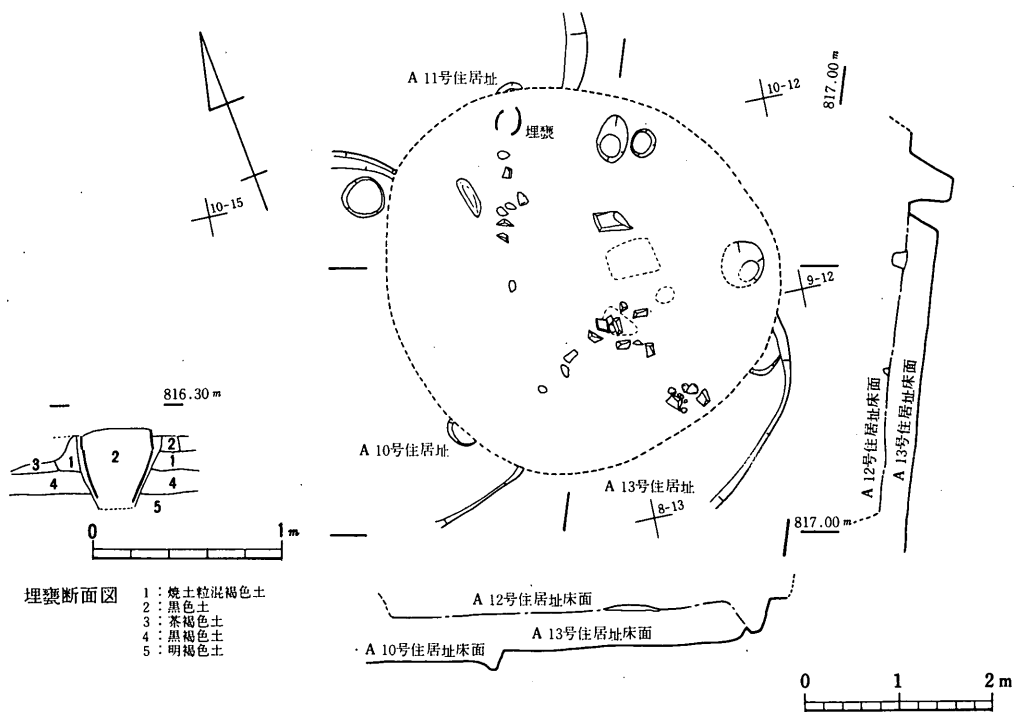 A 11号住居址
埋甕
10-12
817.00 m
10-15
9-12
816.30 m
2
3
1
2
1
4
4
5
A 10号住居址
A 13号住居址
8-13
817.00 m
A 12号住居址床面
A 13号住居址床面
0 1 m
埋甕断面図
1：焼土粒混褐色土
2：黒色土
3：茶褐色土
4：黒褐色土
5：明褐色土
A 12号住居址床面
A 13号住居址床面
A 10号住居址床面
0 1 2 m